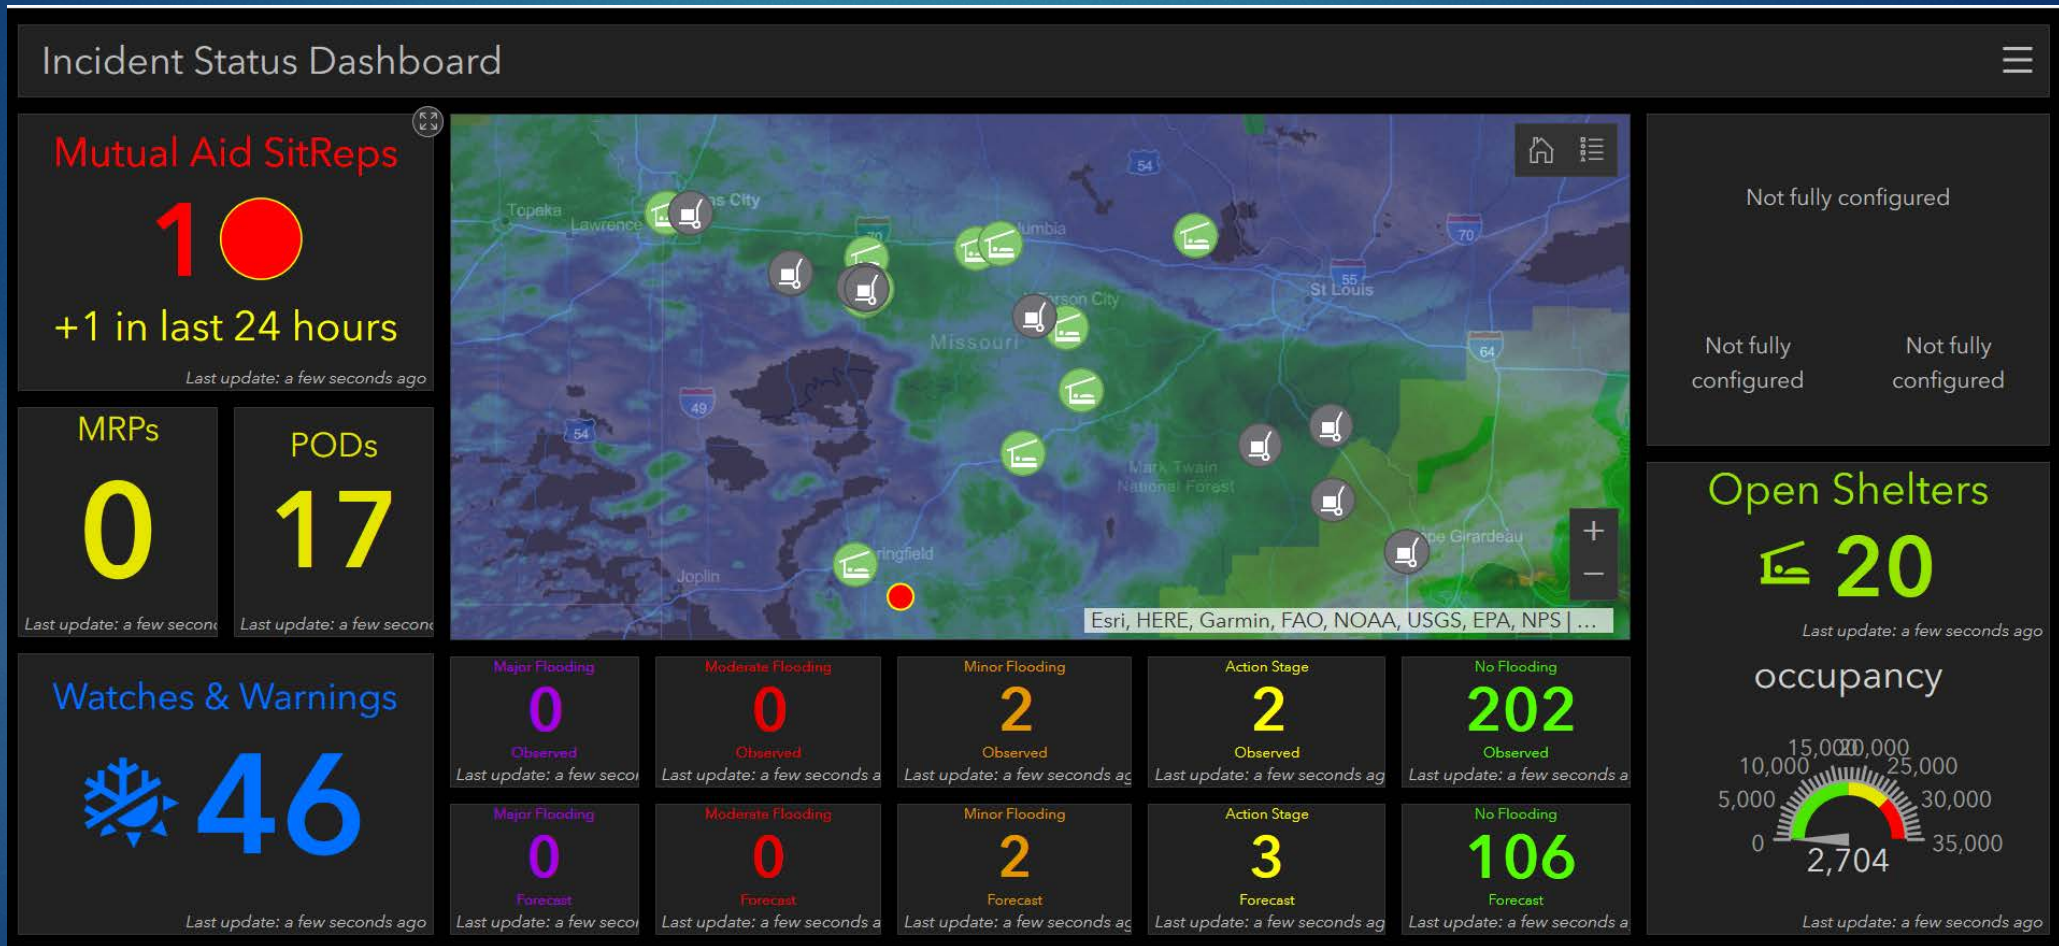 Incident Status Dashboard
Mutual Aid SitReps
1
+1 in last 24 hours
Last update: a few seconds ago
MRPs
0
Last update: a few secon
PODs
17
Last update: a few secon
Watches & Warnings
46
Last update: a few seconds ago
Topeka
Lawrence
as City
54
70
umbia
70
55
St Louis
erson City
Missouri
64
49
54
Mark Twain
National Forest
pe Girardeau
ringfield
Joplin
+
−
Esri, HERE, Garmin, FAO, NOAA, USGS, EPA, NPS | ...
Major Flooding
0
Observed
Last update: a few secon
Moderate Flooding
0
Observed
Last update: a few seconds a
Minor Flooding
2
Observed
Last update: a few seconds ag
Action Stage
2
Observed
Last update: a few seconds ag
No Flooding
202
Observed
Last update: a few seconds a
Major Flooding
0
Forecast
Last update: a few secon
Moderate Flooding
0
Forecast
Last update: a few seconds a
Minor Flooding
2
Forecast
Last update: a few seconds ag
Action Stage
3
Forecast
Last update: a few seconds ag
No Flooding
106
Forecast
Last update: a few seconds a
Not fully configured
Not fully
configured
Not fully
configured
Open Shelters
20
Last update: a few seconds ago
occupancy
0
5,000
10,000
15,000
20,000
25,000
30,000
35,000
2,704
Last update: a few seconds ago